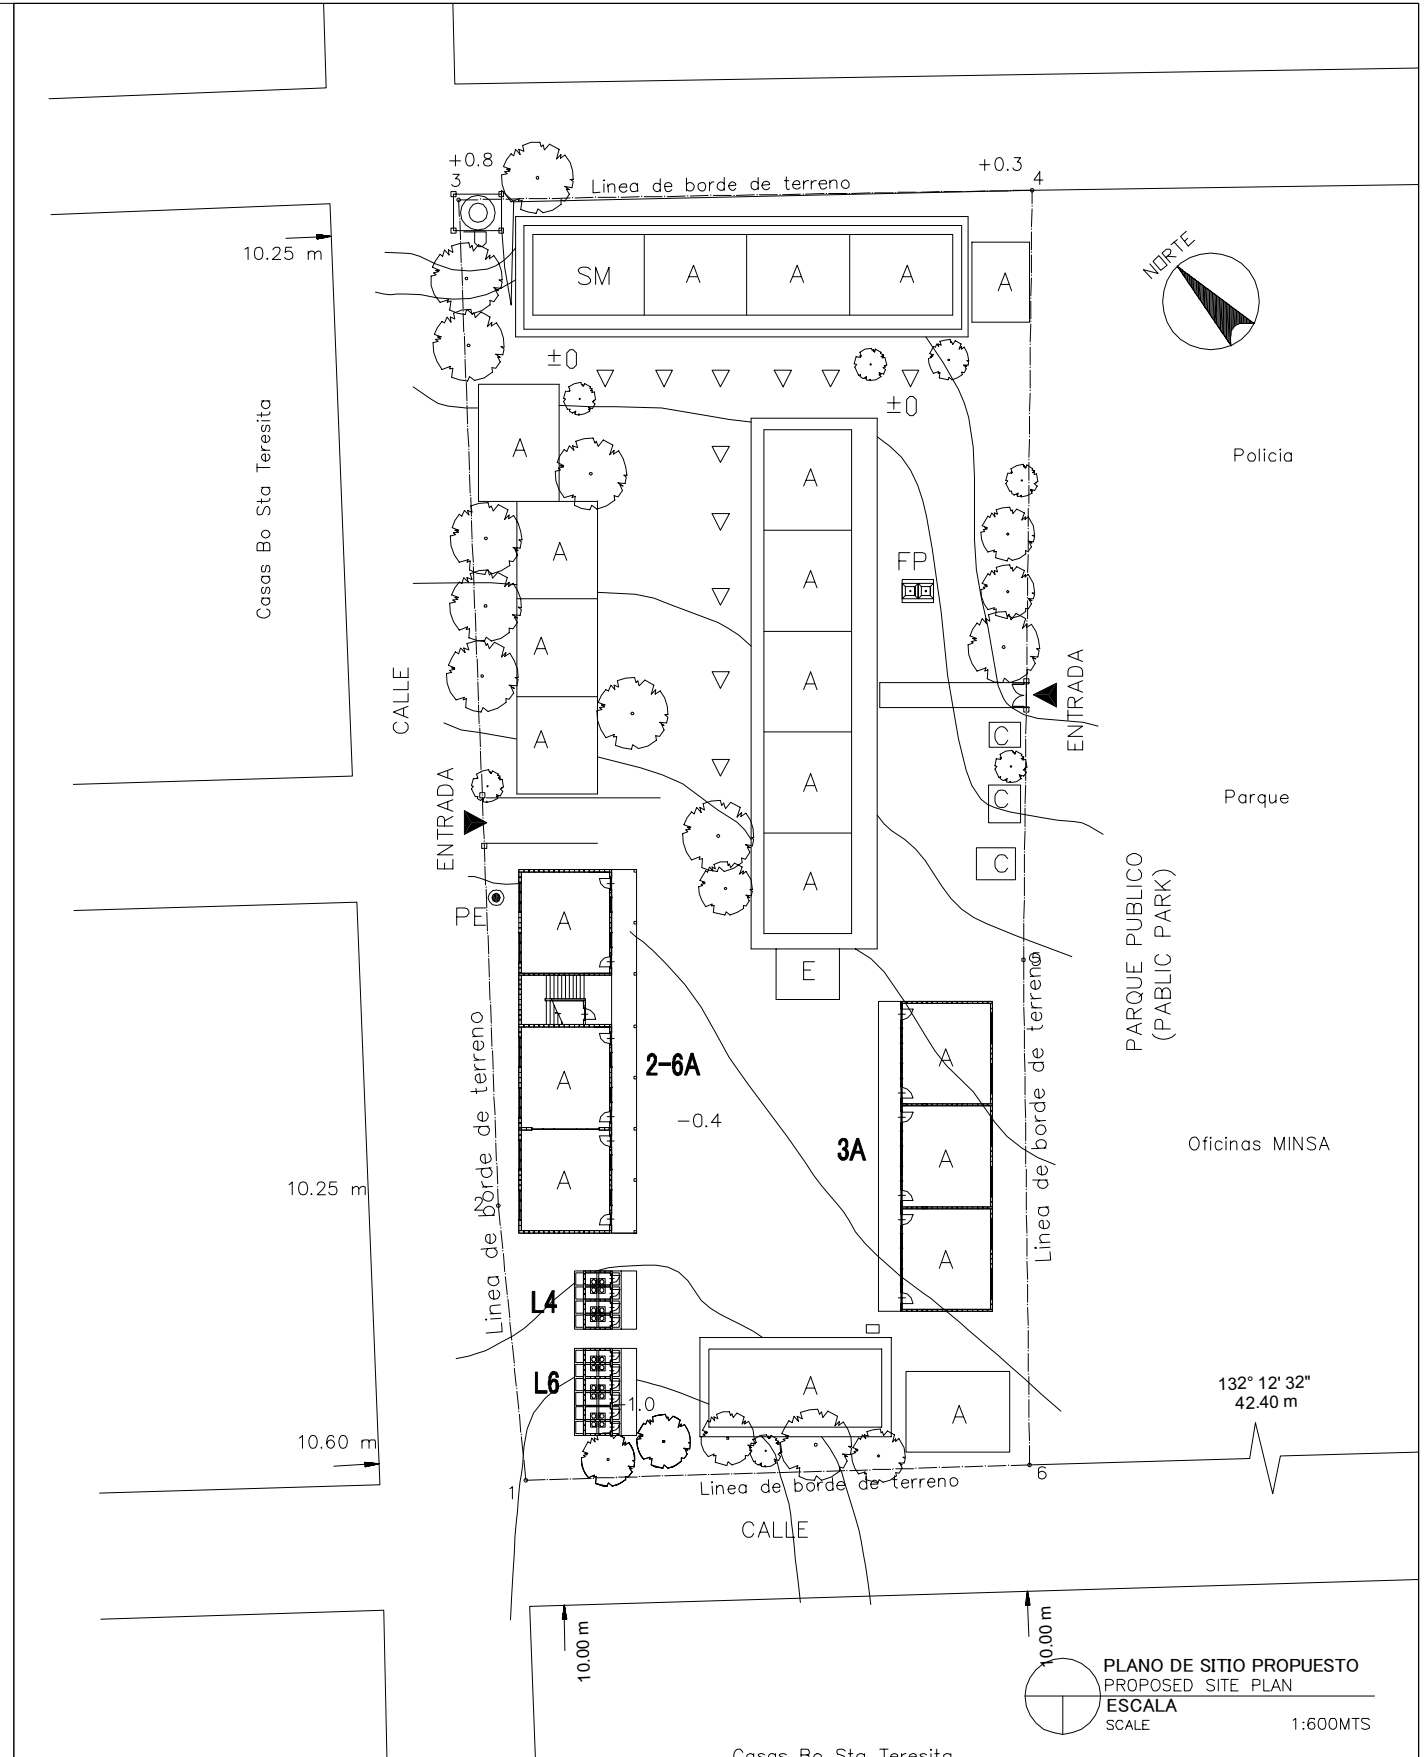 +0.8
3
+0.3
4
Linea de borde de terreno
10.25 m
NORTE
SM
A
A
A
A
±0
±0
Casas Bo Sta Teresita
Policia
A
A
A
A
A
FP
A
A
CALLE
A
A
ENTRADA
C
ENTRADA
C
Parque
A
C
A
PE
A
PARQUE PUBLICO
(PABLIC PARK)
E
5
Linea de borde de terreno
2-6A
A
A
-0.4
3A
A
Oficinas MINSA
A
10.25 m
2
Linea de borde de terreno
A
L4
L6
A
A
-1.0
132° 12' 32"
42.40 m
10.60 m
1
Linea de borde de terreno
6
CALLE
10.00 m
10.00 m
PLANO DE SITIO PROPUESTO
PROPOSED SITE PLAN
ESCALA
SCALE
1:600MTS
Casas Bo Sta Teresita